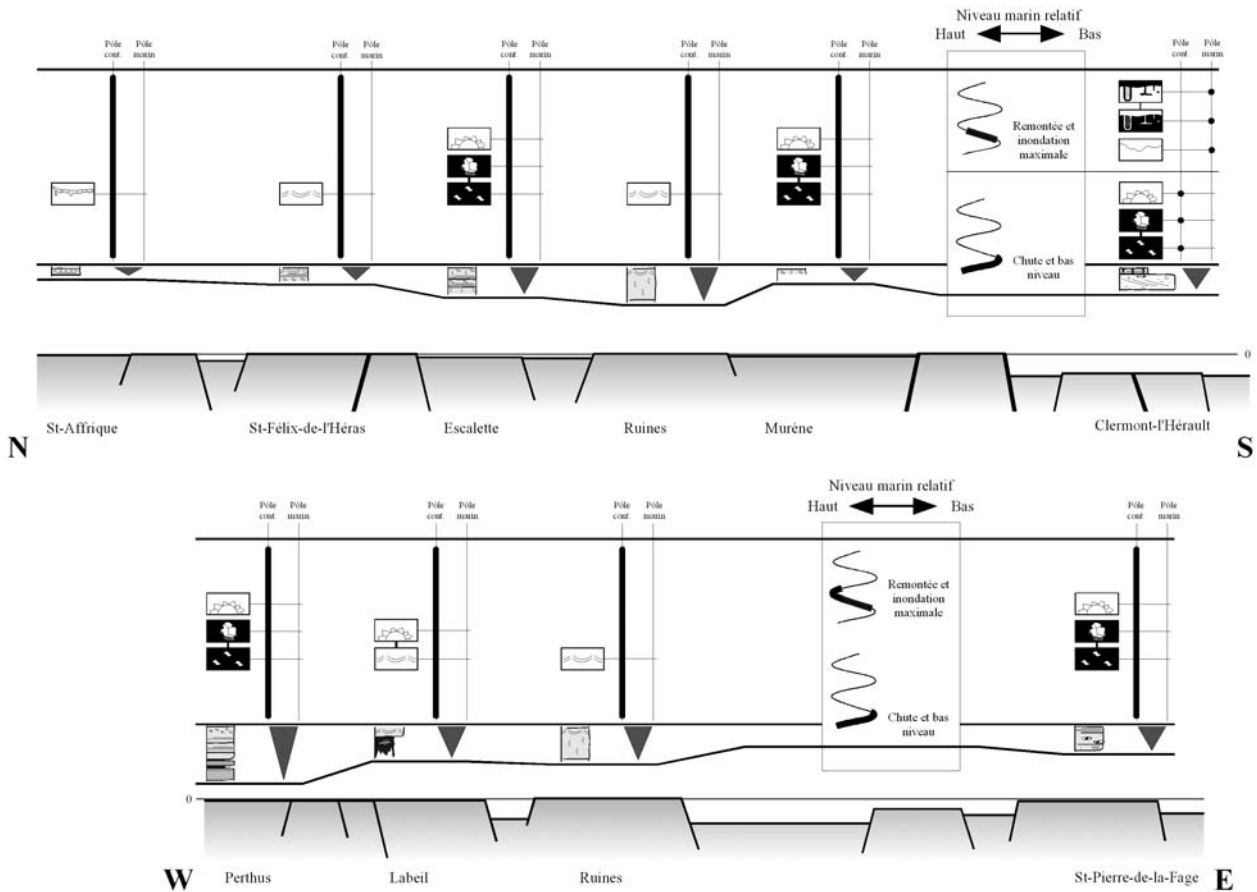 Niveau marin relatif
Haut Bas
Pôle cont. Pôle marin
Pôle cont. Pôle marin
Pôle cont. Pôle marin
Pôle cont. Pôle marin
Pôle cont. Pôle marin
Pôle cont. Pôle marin
Remontée et
inondation
maximale
Chute et bas
niveau
0
St-Affrique St-Félix-de-l'Héras Escalette Ruines Murène Clermont-l'Hérault
N S
Niveau marin relatif
Haut Bas
Pôle cont. Pôle marin
Pôle cont. Pôle marin
Pôle cont. Pôle marin
Pôle cont. Pôle marin
Remontée et
inondation
maximale
Chute et bas
niveau
0
W Perthus Labeil Ruines St-Pierre-de-la-Fage E